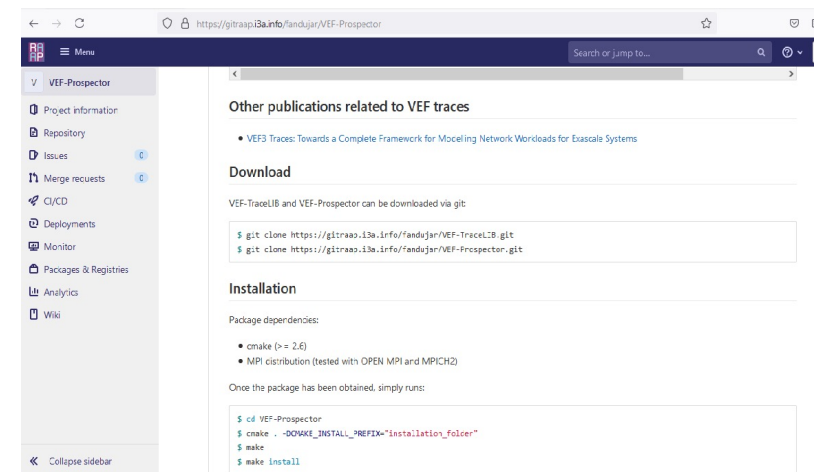 https://gitraap.i3a.info/fandujar/VEF-Prospector
RAAP
Menu
Search or jump to...
V VEF-Prospector
Project information
Repository
Issues 0
Merge requests 0
CI/CD
Deployments
Monitor
Packages & Registries
Analytics
Wiki
Collapse sidebar
Other publications related to VEF traces
VEF3 Traces: Towards a Complete Framework for Modelling Network Workloads for Exascale Systems
Download
VEF-TraceLIB and VEF-Prospector can be downloaded via git:
$ git clone https://gitraap.i3a.info/fandujar/VEF-TraceLIB.git
$ git clone https://gitraap.i3a.info/fandujar/VEF-Prospector.git
Installation
Package dependencies:
• cmake (>= 2.6)
• MPI distribution (tested with OPEN MPI and MPICH2)
Once the package has been obtained, simply runs:
$ cd VEF-Prospector
$ cmake . -DCMAKE_INSTALL_PREFIX="installation_folder"
$ make
$ make install